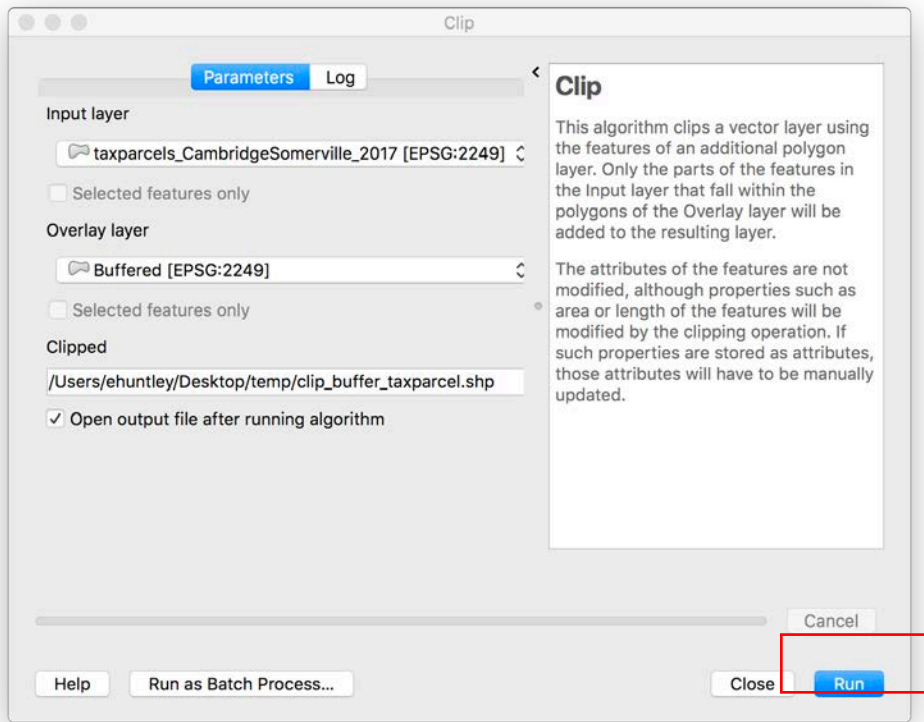 Clip
Parameters
Log
Input layer
taxparcels_CambridgeSomerville_2017 [EPSG:2249]
Selected features only
Overlay layer
Buffered [EPSG:2249]
Selected features only
Clipped
/Users/ehuntley/Desktop/temp/clip_buffer_taxparcel.shp
Open output file after running algorithm
Clip
This algorithm clips a vector layer using
the features of an additional polygon
layer. Only the parts of the features in
the Input layer that fall within the
polygons of the Overlay layer will be
added to the resulting layer.
The attributes of the features are not
modified, although properties such as
area or length of the features will be
modified by the clipping operation. If
such properties are stored as attributes,
those attributes will have to be manually
updated.
Cancel
Help
Run as Batch Process...
Close
Run